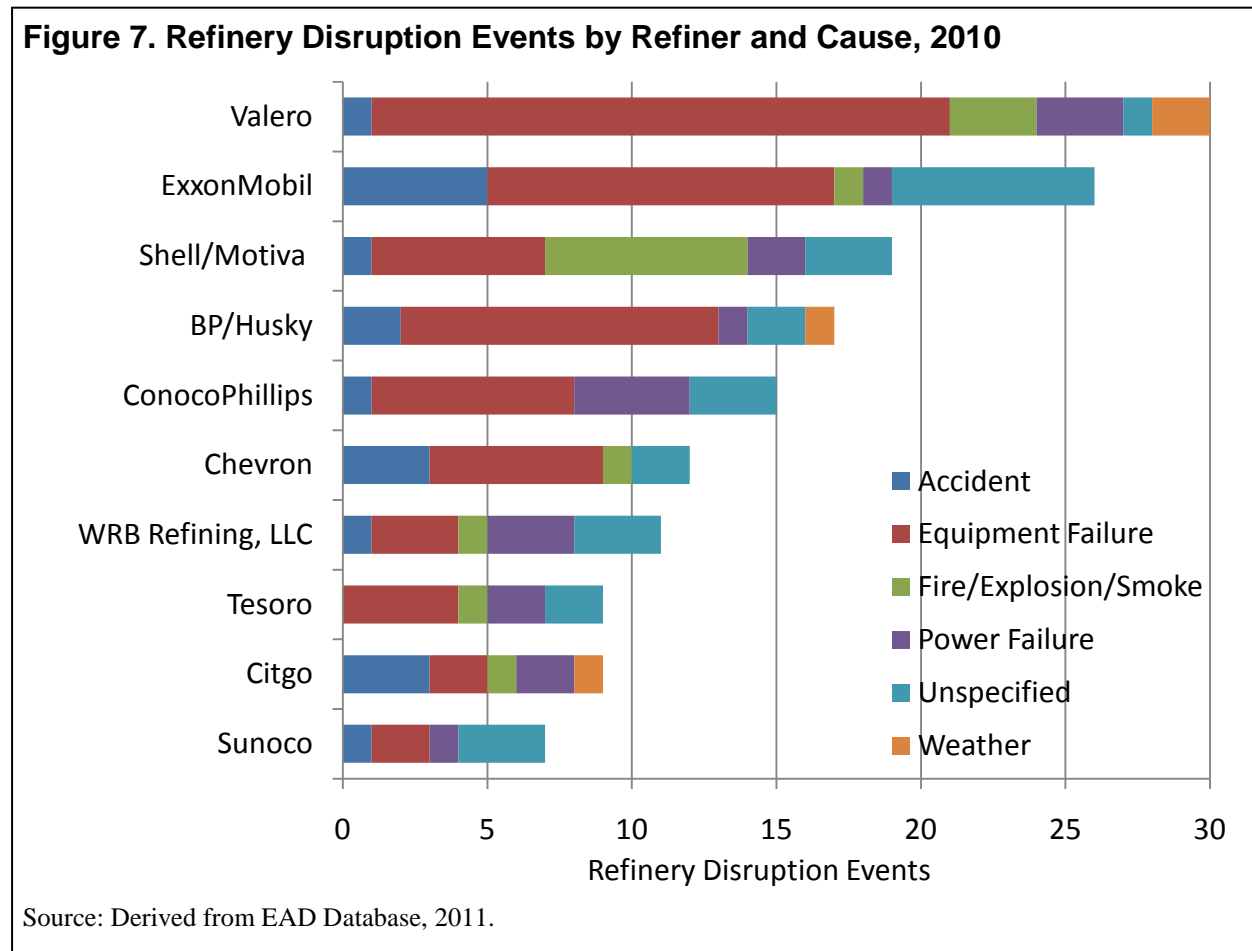 Figure 7. Refinery Disruption Events by Refiner and Cause, 2010
Valero
ExxonMobil
Shell/Motiva
BP/Husky
ConocoPhillips
Chevron
WRB Refining, LLC
Tesoro
Citgo
Sunoco
Accident
Equipment Failure
Fire/Explosion/Smoke
Power Failure
Unspecified
Weather
0 5 10 15 20 25 30
Refinery Disruption Events
Source: Derived from EAD Database, 2011.